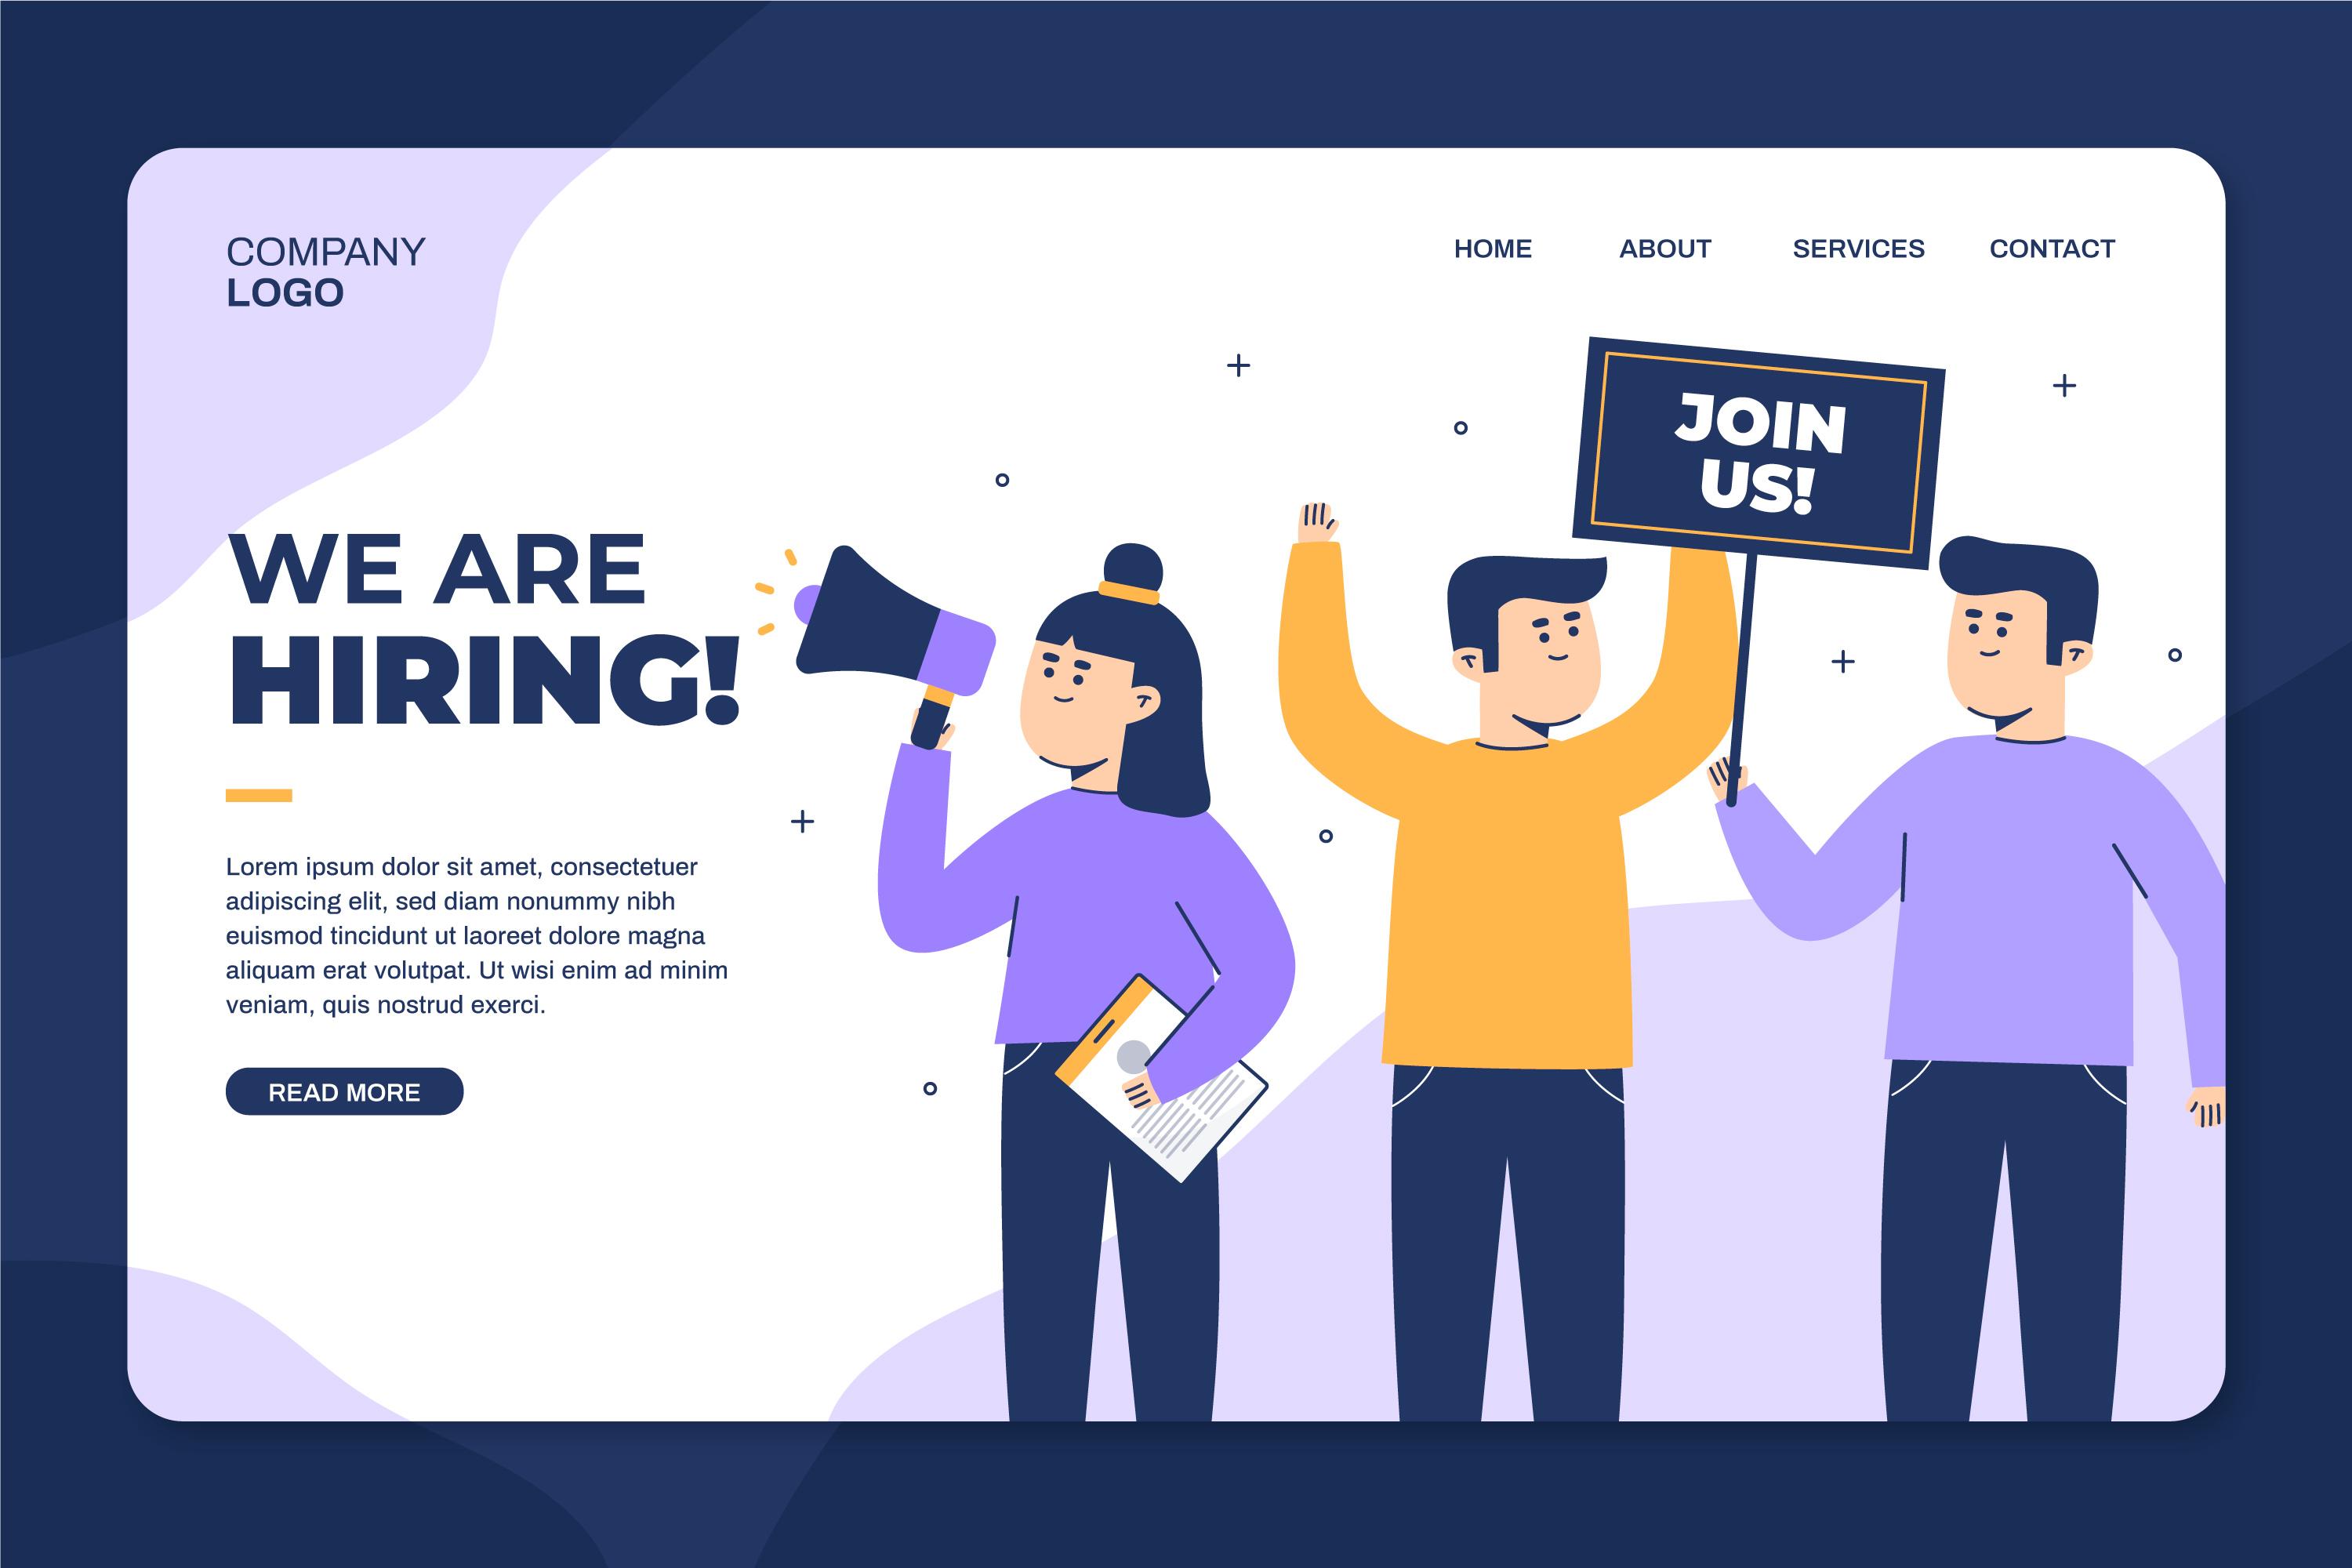 COMPANY
LOGO
HOME ABOUT SERVICES CONTACT
JOIN
US!
WE ARE
HIRING!
Lorem ipsum dolor sit amet, consectetuer
adipiscing elit, sed diam nonummy nibh
euismod tincidunt ut laoreet dolore magna
aliquam erat volutpat. Ut wisi enim ad minim
veniam, quis nostrud exerci.
READ MORE